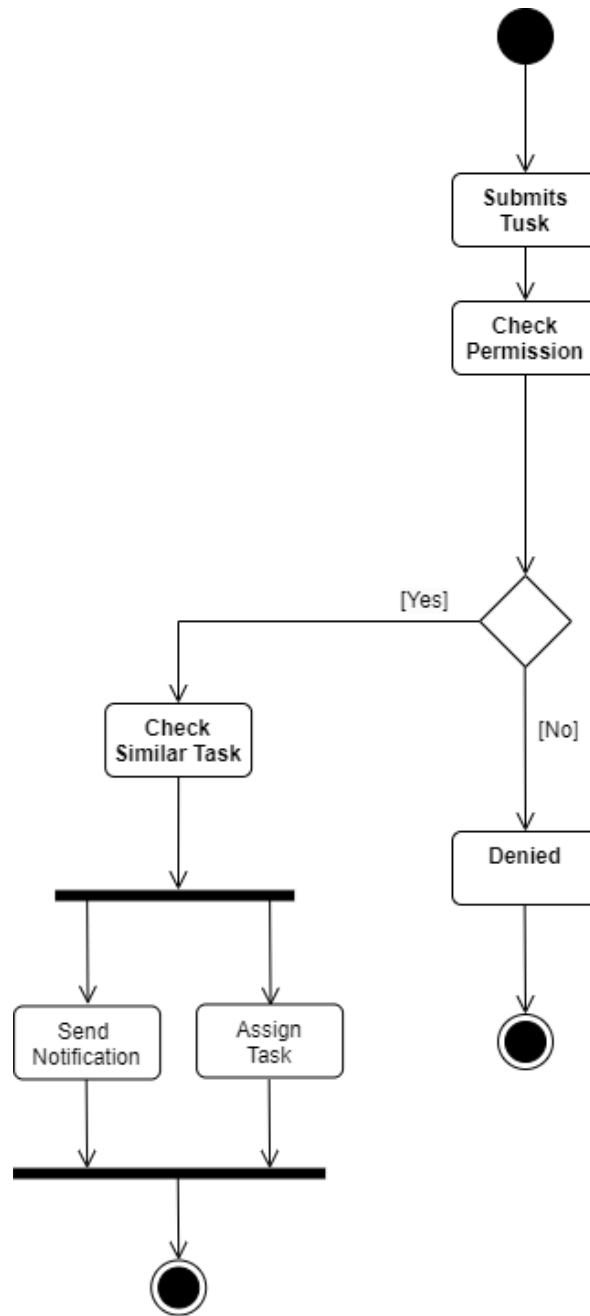 Submits
Tusk
Check
Permission
[Yes]
Check
Similar Task
[No]
Denied
Send
Notification
Assign
Task